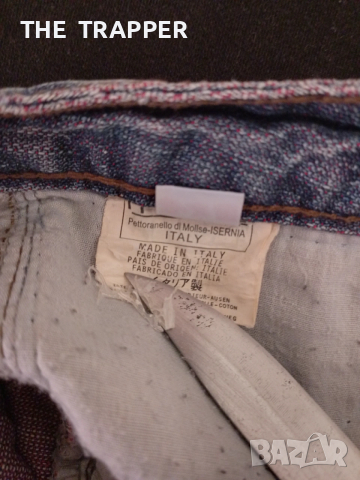 THE TRAPPER
Pettoranello di Molise-ISERNIA
ITALY
MADE IN ITALY
FABRIQUE EN ITALIE
PAIS DE ORIGEN: ITALIE
FABRICADO EN ITALIA
イタリア製
BAZAR